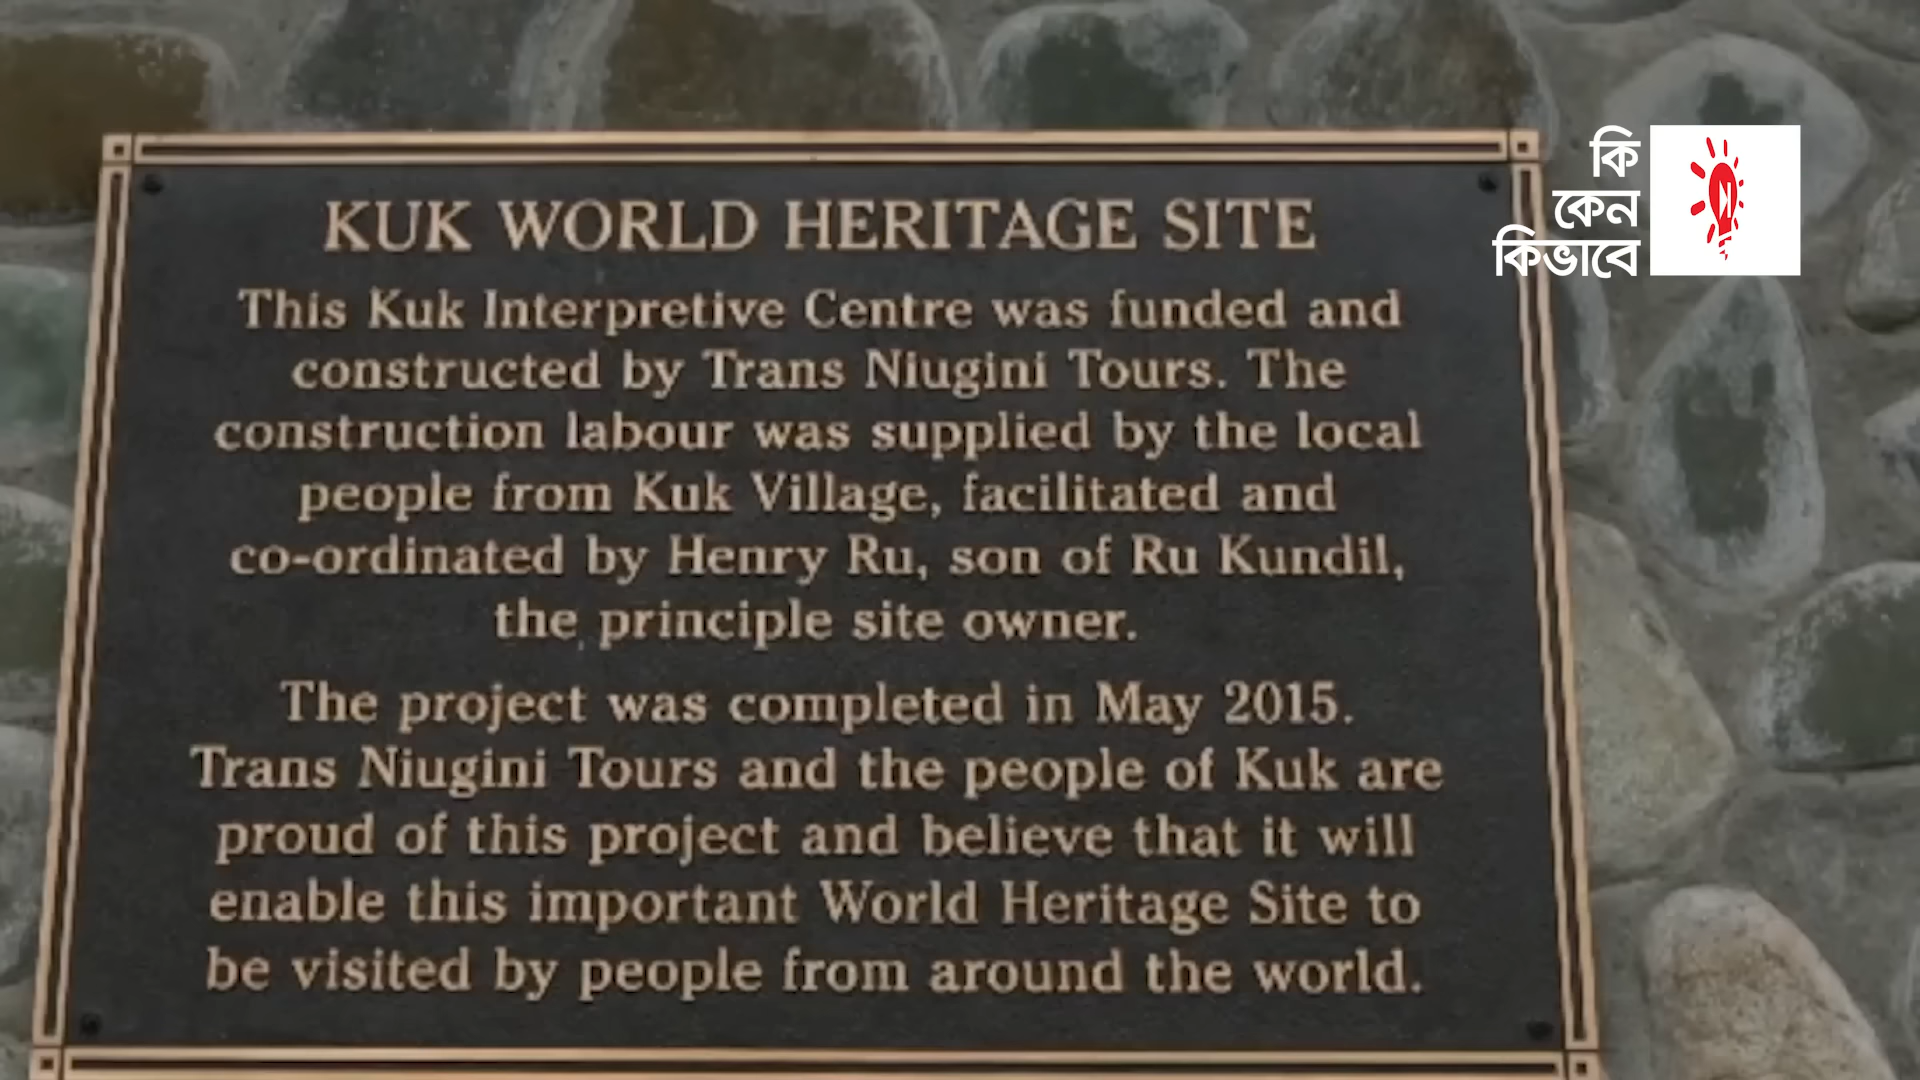 KUK WORLD HERITAGE SITE
This Kuk Interpretive Centre was funded and
constructed by Trans Niugini Tours. The
construction labour was supplied by the local
people from Kuk Village, facilitated and
co-ordinated by Henry Ru, son of Ru Kundil,
the principle site owner.
The project was completed in May 2015.
Trans Niugini Tours and the people of Kuk are
proud of this project and believe that it will
enable this important World Heritage Site to
be visited by people from around the world.
কি
কেন
কিভাবে